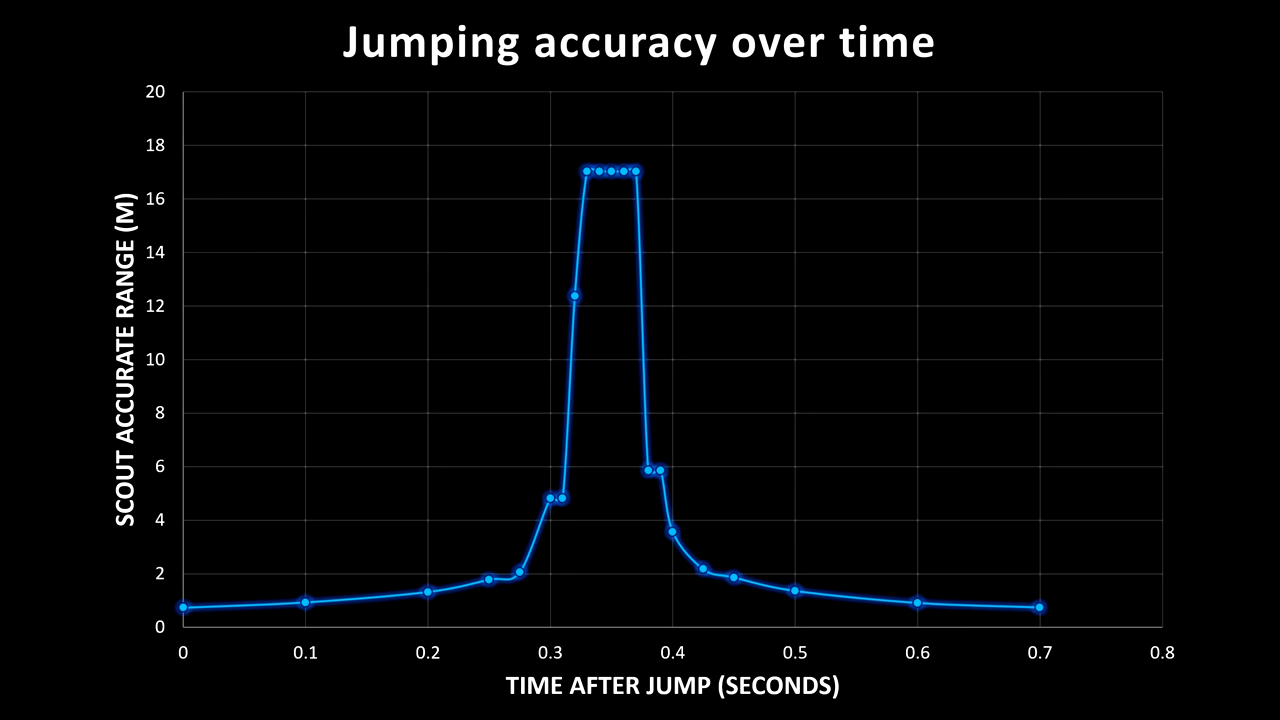 Jumping accuracy over time
SCOUT ACCURATE RANGE (M)
20
18
16
14
12
10
8
6
4
2
0
0 0.1 0.2 0.3 0.4 0.5 0.6 0.7 0.8
TIME AFTER JUMP (SECONDS)